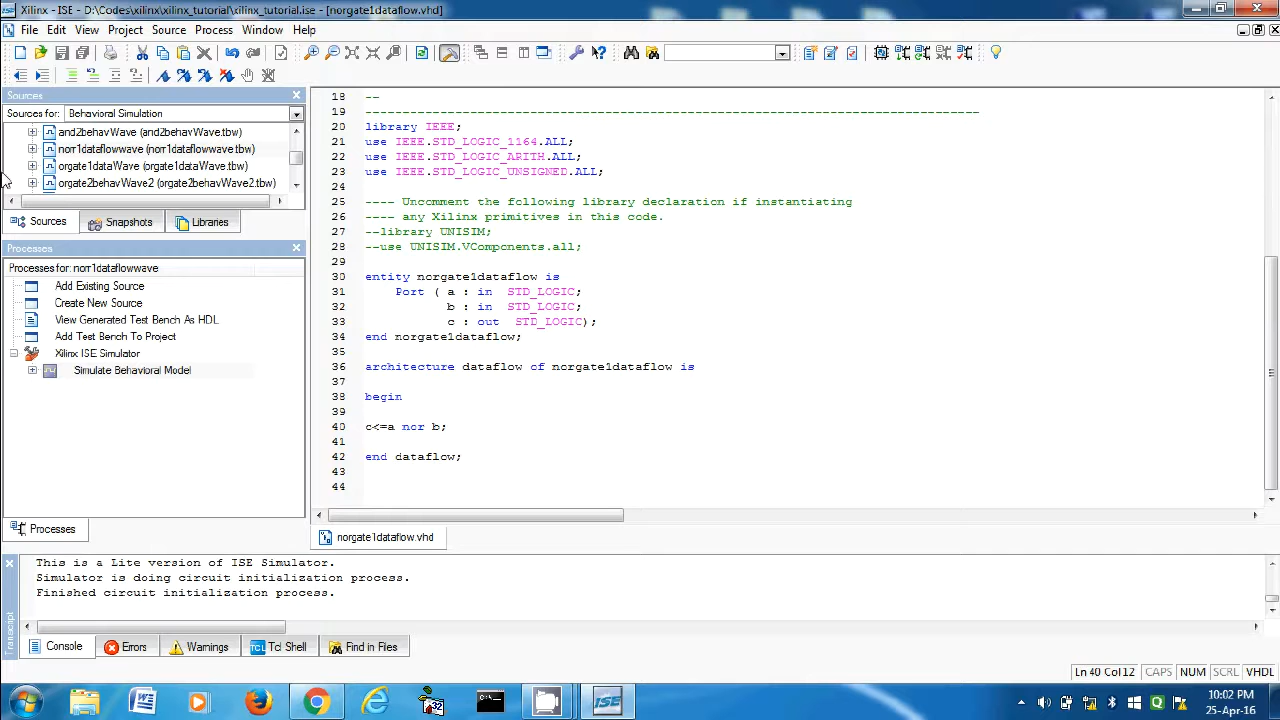 Xilinx - ISE - D:\Codes\xilinx\xilinx_tutorial\xilinx_tutorial.ise - [norgate1dataflow.vhd]
File Edit View Project Source Process Window Help
Sources
Sources for: Behavioral Simulation
and2behavWave (and2behavWave.tbw)
norr1dataflowwave (norr1dataflowwave.tbw)
orgate1dataWave (orgate1dataWave.tbw)
orgate2behavWave2 (orgate2behavWave2.tbw)
Sources Snapshots Libraries
Processes
Processes for: norr1dataflowwave
Add Existing Source
Create New Source
View Generated Test Bench As HDL
Add Test Bench To Project
Xilinx ISE Simulator
Simulate Behavioral Model
Processes
18 --
19 ----------------------------------------------------------------------------------
20 library IEEE;
21 use IEEE.STD_LOGIC_1164.ALL;
22 use IEEE.STD_LOGIC_ARITH.ALL;
23 use IEEE.STD_LOGIC_UNSIGNED.ALL;
24
25 ---- Uncomment the following library declaration if instantiating
26 ---- any Xilinx primitives in this code.
27 --library UNISIM;
28 --use UNISIM.VComponents.all;
29
30 entity norgate1dataflow is
31 Port ( a : in STD_LOGIC;
32 b : in STD_LOGIC;
33 c : out STD_LOGIC);
34 end norgate1dataflow;
35
36 architecture dataflow of norgate1dataflow is
37
38 begin
39
40 c<=a nor b;
41
42 end dataflow;
43
44
norgate1dataflow.vhd
This is a Lite version of ISE Simulator.
Simulator is doing circuit initialization process.
Finished circuit initialization process.
Transcript
Console Errors Warnings Tcl Shell Find in Files
Ln 40 Col 12 CAPS NUM SCRL VHDL
10:02 PM
25-Apr-16